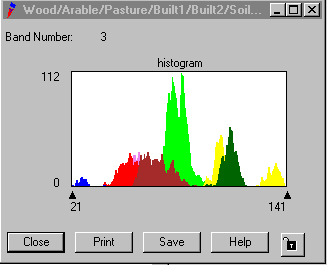 Wood/Arable/Pasture/Built1/Built2/Soil...
Band Number: 3
histogram
112
0
21 141
Close Print Save Help